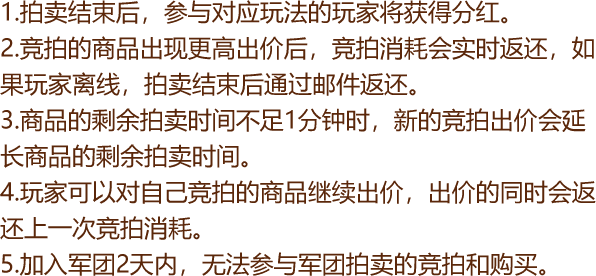 1.拍卖结束后，参与对应玩法的玩家将获得分红。
2.竞拍的商品出现更高出价后，竞拍消耗会实时返还，如
果玩家离线，拍卖结束后通过邮件返还。
3.商品的剩余拍卖时间不足1分钟时，新的竞拍出价会延
长商品的剩余拍卖时间。
4.玩家可以对自己竞拍的商品继续出价，出价的同时会返
还上一次竞拍消耗。
5.加入军团2天内，无法参与军团拍卖的竞拍和购买。